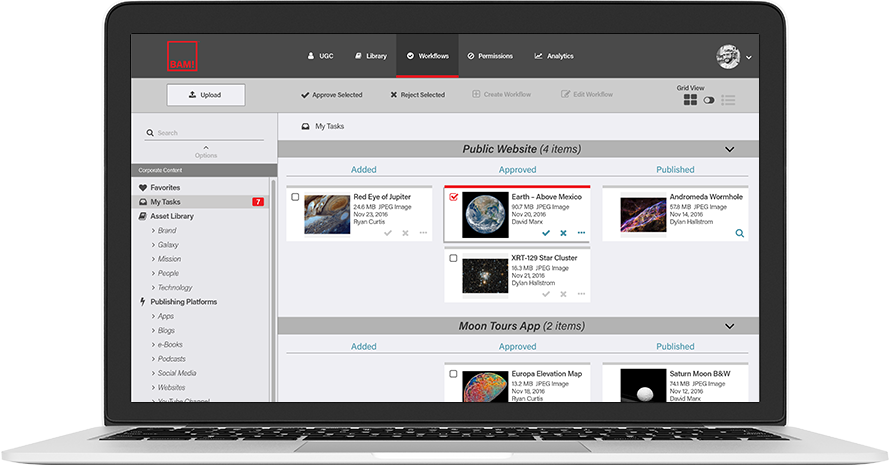 BAMI
UGC
Library
Workflows
Permissions
Analytics
Upload
Approve Selected
Reject Selected
Create Workflow
Edit Workflow
Grid View
Search
Options
Corporate Content
Favorites
My Tasks 7
Asset Library
Brand
Galaxy
Mission
People
Technology
Publishing Platforms
Apps
Blogs
e-Books
Podcasts
Social Media
Websites
YouTube Channel
My Tasks
Public Website (4 items)
Added
Approved
Published
Red Eye of Jupiter
24.6 MB JPEG Image
Nov 23, 2016
Ryan Curtis
Earth – Above Mexico
90.7 MB JPEG Image
Nov 20, 2016
David Marx
Andromeda Wormhole
57.8 MB JPEG Image
Nov 14, 2016
Dylan Hallstrom
XRT-129 Star Cluster
16.3 MB JPEG Image
Nov 21, 2016
Dylan Hallstrom
Moon Tours App (2 items)
Added
Approved
Published
Europa Elevation Map
13.2 MB JPEG Image
Nov 18, 2016
Ryan Curtis
Saturn Moon B&W
74.1 MB JPEG Image
Nov 12, 2016
David Marx